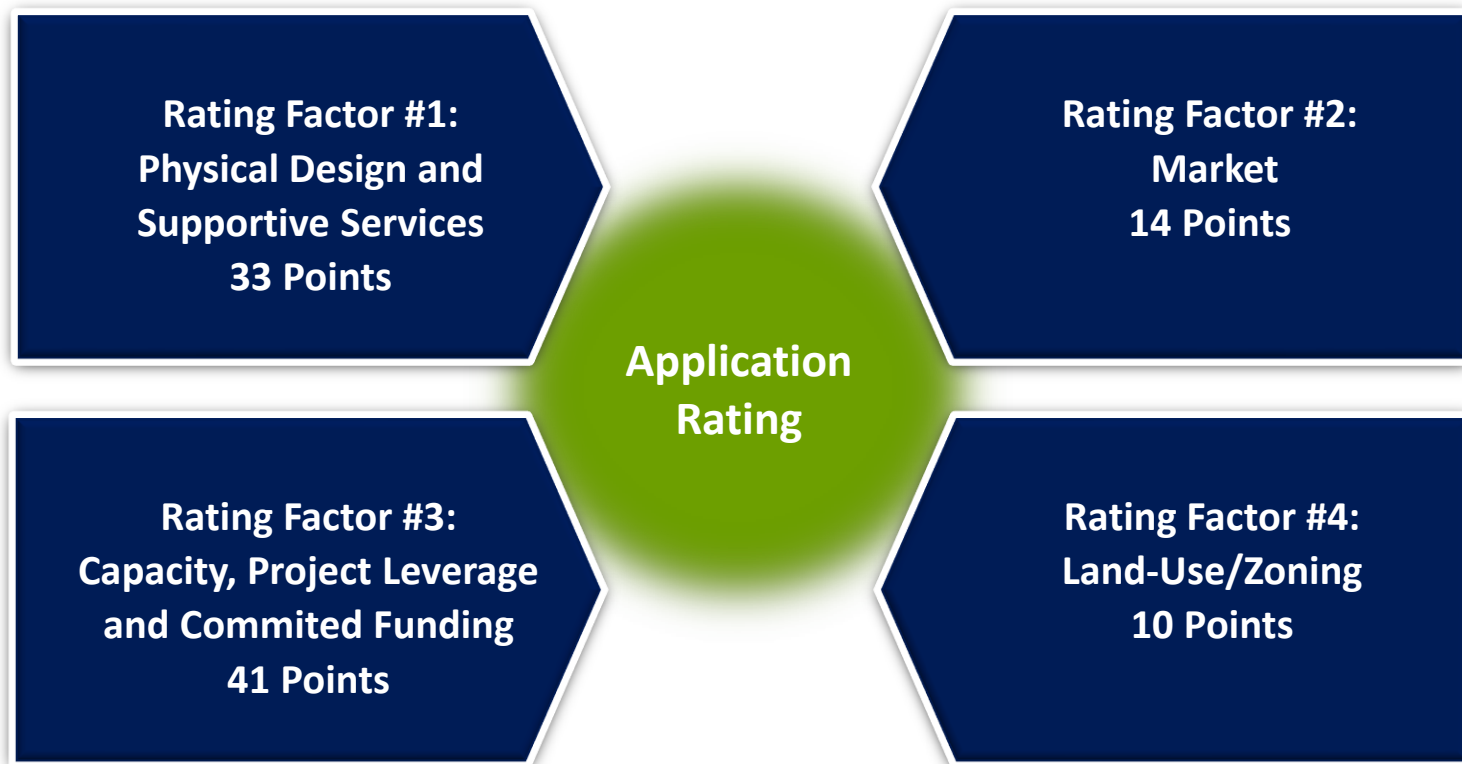 Rating Factor #1:
Physical Design and
Supportive Services
33 Points
Rating Factor #2:
Market
14 Points
Application
Rating
Rating Factor #3:
Capacity, Project Leverage
and Commited Funding
41 Points
Rating Factor #4:
Land-Use/Zoning
10 Points